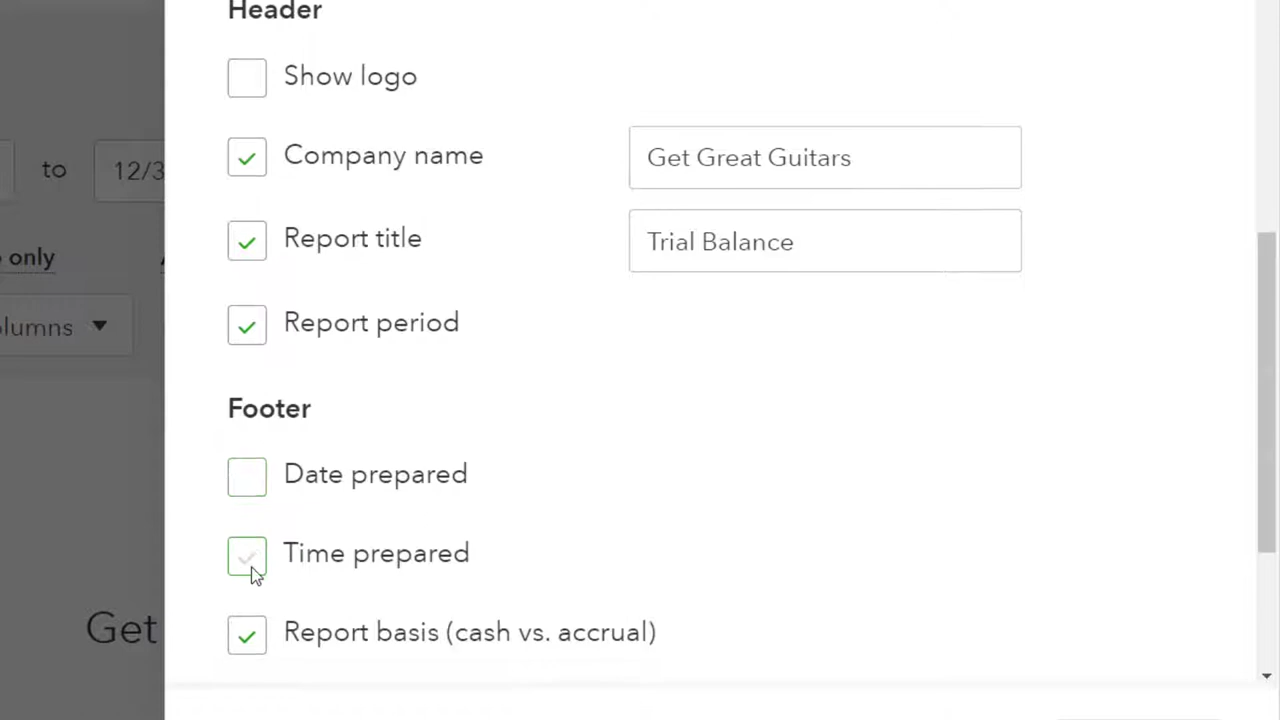 Header
Show logo
Company name Get Great Guitars
to 12/3
Report title Trial Balance
only
Report period
olumns
Footer
Date prepared
Time prepared
Get
Report basis (cash vs. accrual)